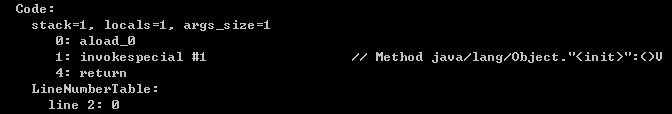 Code:
stack=1, locals=1, args_size=1
0: aload_0
1: invokespecial #1 // Method java/lang/Object."<init>":()V
4: return
LineNumberTable:
line 2: 0